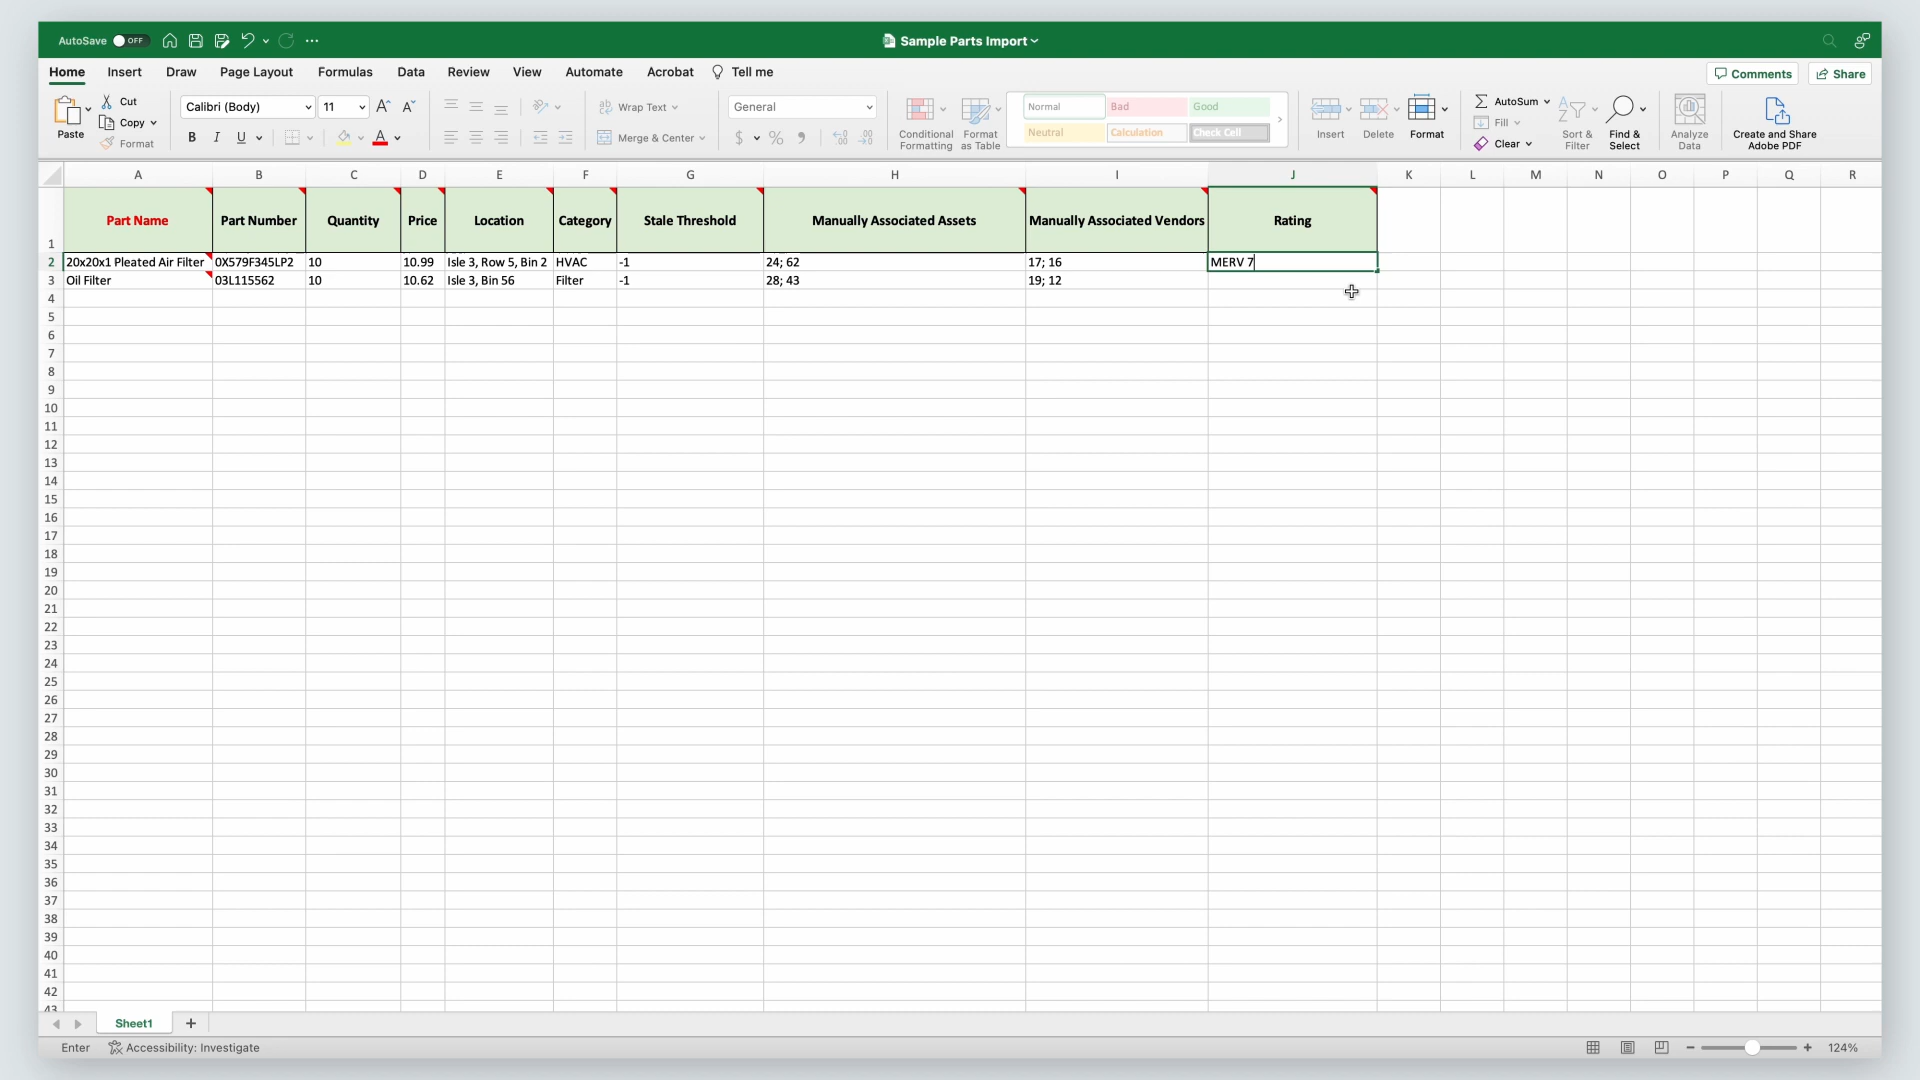 AutoSave OFF
Sample Parts Import
Home Insert Draw Page Layout Formulas Data Review View Automate Acrobat Tell me
Comments Share
Paste
Cut
Copy
Format
Calibri (Body) 11
B I U A
Wrap Text
Merge & Center
General
$ % 9
Conditional Formatting
Format as Table
Normal Bad Good
Neutral Calculation Check Cell
Insert Delete Format
AutoSum
Fill
Clear
Sort & Filter
Find & Select
Analyze Data
Create and Share Adobe PDF
A B C D E F G H I J K L M N O P Q R
1 Part Name Part Number Quantity Price Location Category Stale Threshold Manually Associated Assets Manually Associated Vendors Rating
2 20x20x1 Pleated Air Filter 0X579F345LP2 10 10.99 Isle 3, Row 5, Bin 2 HVAC -1 24; 62 17; 16 MERV 7
3 Oil Filter 03L115562 10 10.62 Isle 3, Bin 56 Filter -1 28; 43 19; 12
4
5
6
7
8
9
10
11
12
13
14
15
16
17
18
19
20
21
22
23
24
25
26
27
28
29
30
31
32
33
34
35
36
37
38
39
40
41
42
43
Sheet1
Enter Accessibility: Investigate 124%